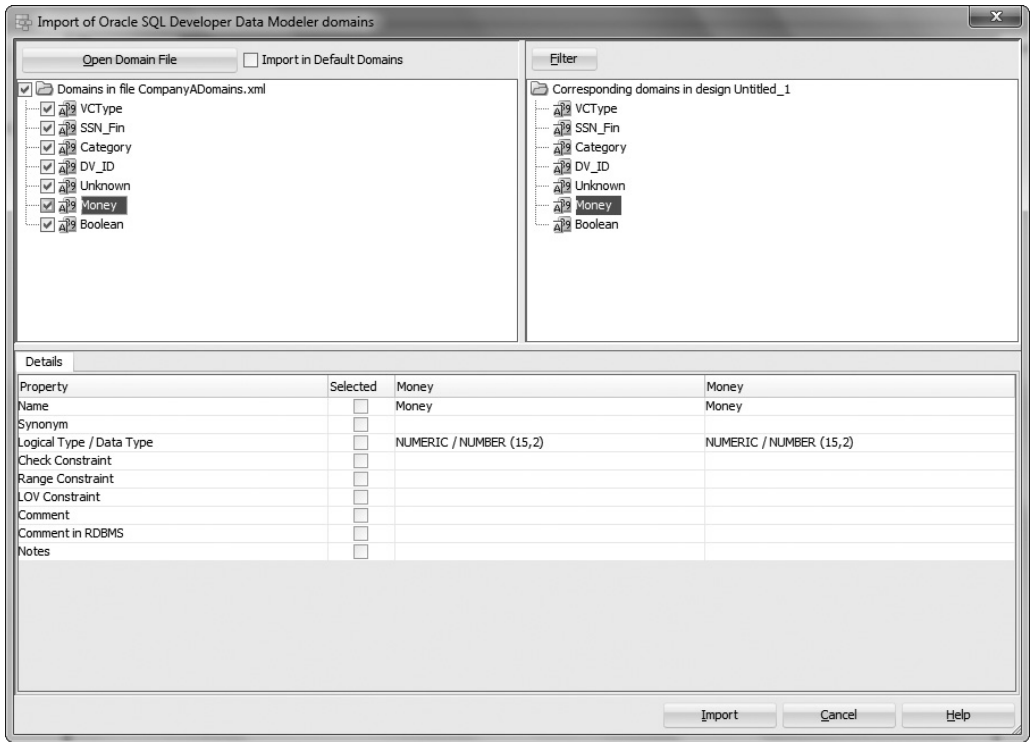 Import of Oracle SQL Developer Data Modeler domains
Open Domain File
Import in Default Domains
Filter
Domains in file CompanyADomains.xml
VCType
SSN_Fin
Category
DV_ID
Unknown
Money
Boolean
Corresponding domains in design Untitled_1
VCType
SSN_Fin
Category
DV_ID
Unknown
Money
Boolean
Details
Property Selected Money Money
Name Money Money
Synonym
Logical Type / Data Type NUMERIC / NUMBER (15,2) NUMERIC / NUMBER (15,2)
Check Constraint
Range Constraint
LOV Constraint
Comment
Comment in RDBMS
Notes
Import Cancel Help